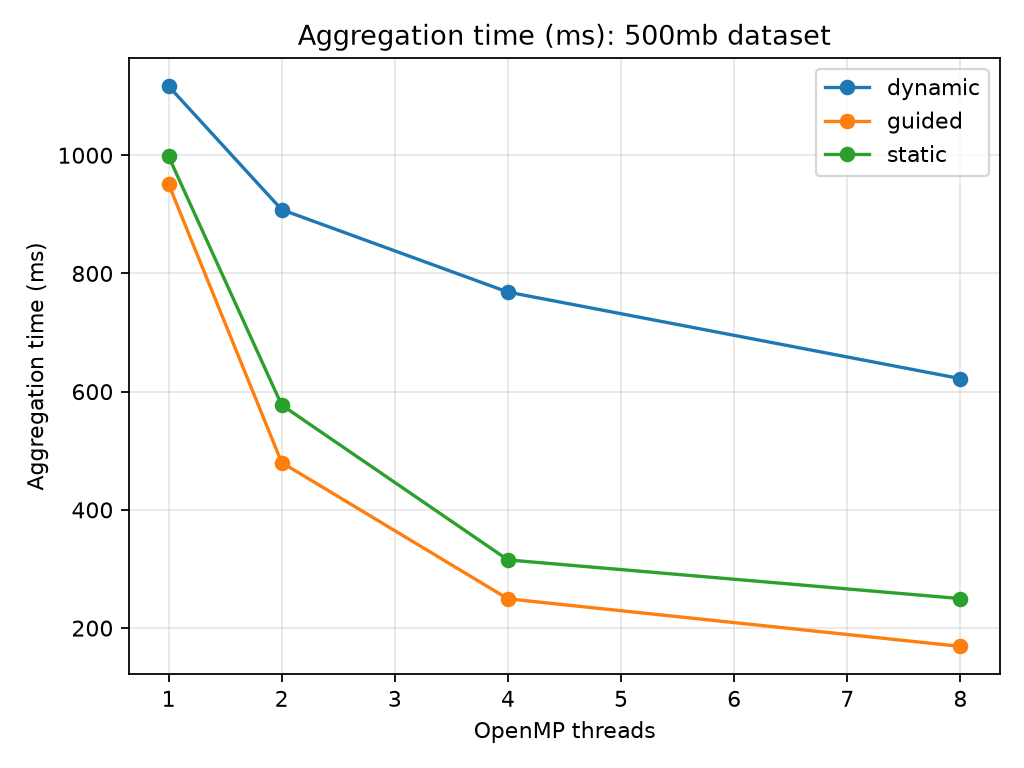 Aggregation time (ms): 500mb dataset
dynamic
guided
static
Aggregation time (ms)
1000
800
600
400
200
1 2 3 4 5 6 7 8
OpenMP threads